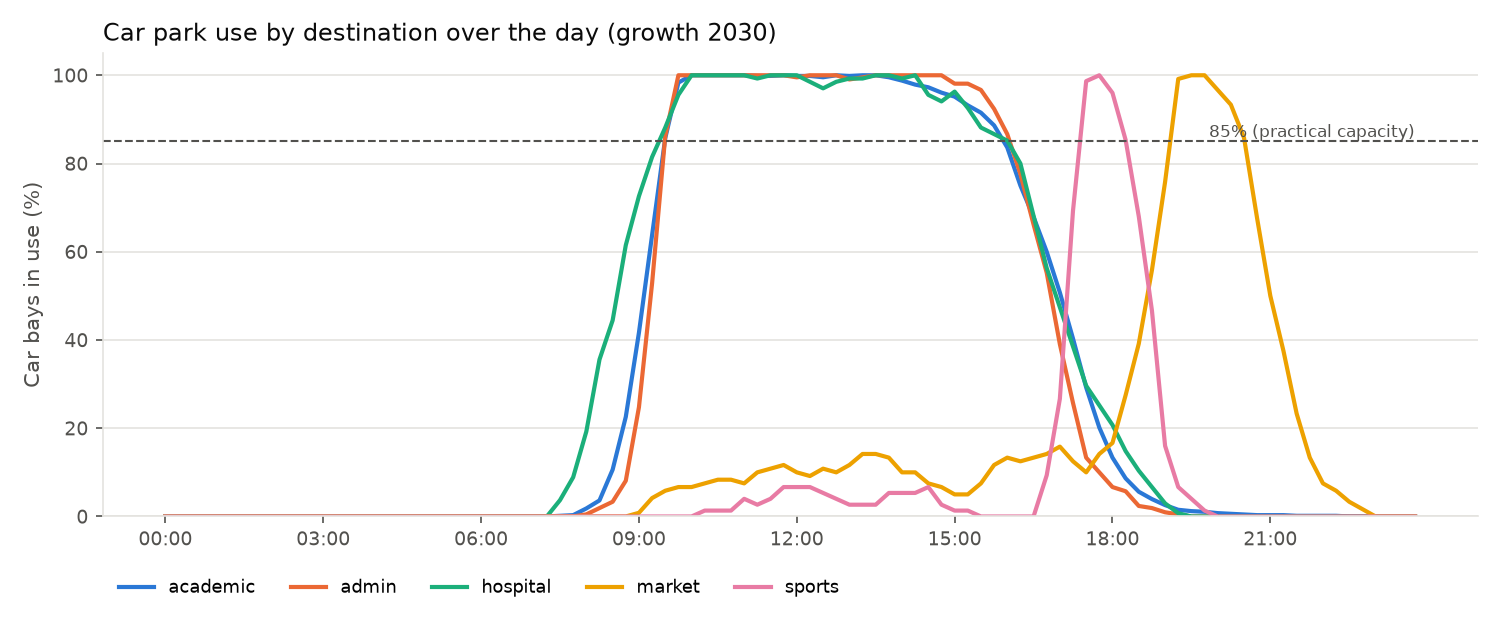 Car park use by destination over the day (growth 2030)
Car bays in use (%)
100
80
60
40
20
0
85% (practical capacity)
00:00 03:00 06:00 09:00 12:00 15:00 18:00 21:00
academic admin hospital market sports